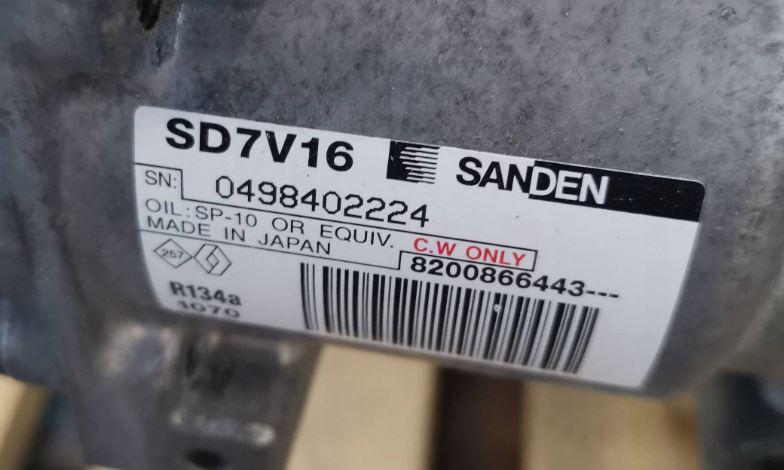 SD7V16 SANDEN
SN: 0498402224
OIL:SP-10 OR EQUIV. C.W ONLY
MADE IN JAPAN 8200866443---
257
R134a
1070